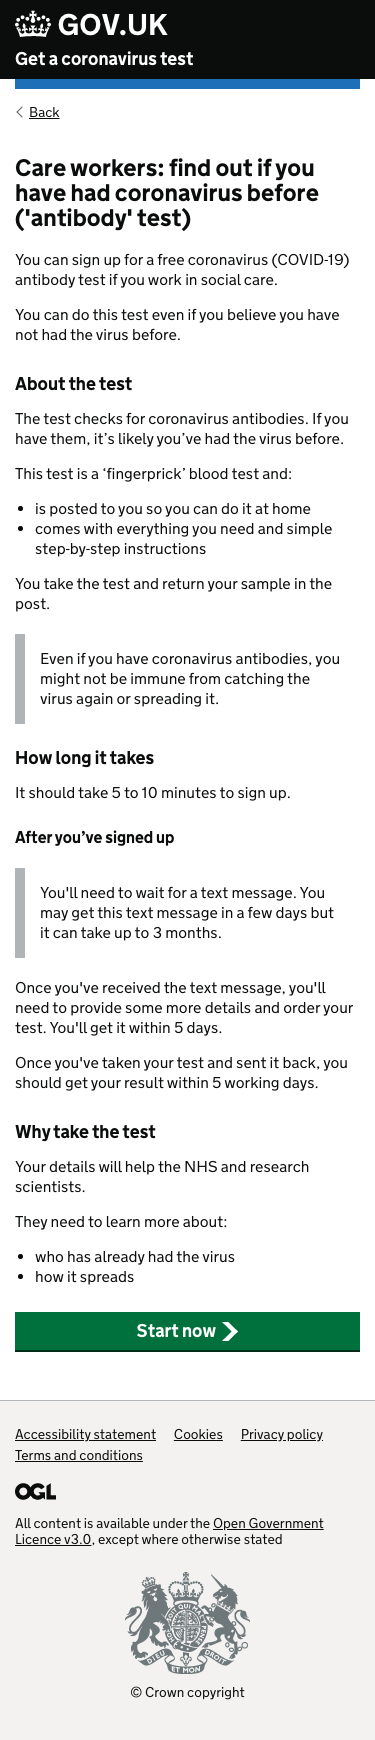 GOV.UK
Get a coronavirus test
Back
Care workers: find out if you
have had coronavirus before
('antibody' test)
You can sign up for a free coronavirus (COVID-19)
antibody test if you work in social care.
You can do this test even if you believe you have
not had the virus before.
About the test
The test checks for coronavirus antibodies. If you
have them, it’s likely you’ve had the virus before.
This test is a ‘fingerprick’ blood test and:
• is posted to you so you can do it at home
• comes with everything you need and simple
step-by-step instructions
You take the test and return your sample in the
post.
Even if you have coronavirus antibodies, you
might not be immune from catching the
virus again or spreading it.
How long it takes
It should take 5 to 10 minutes to sign up.
After you’ve signed up
You'll need to wait for a text message. You
may get this text message in a few days but
it can take up to 3 months.
Once you've received the text message, you'll
need to provide some more details and order your
test. You'll get it within 5 days.
Once you've taken your test and sent it back, you
should get your result within 5 working days.
Why take the test
Your details will help the NHS and research
scientists.
They need to learn more about:
• who has already had the virus
• how it spreads
Start now
Accessibility statement Cookies Privacy policy
Terms and conditions
OGL
All content is available under the Open Government
Licence v3.0, except where otherwise stated
DIEU ET MON DROIT
© Crown copyright